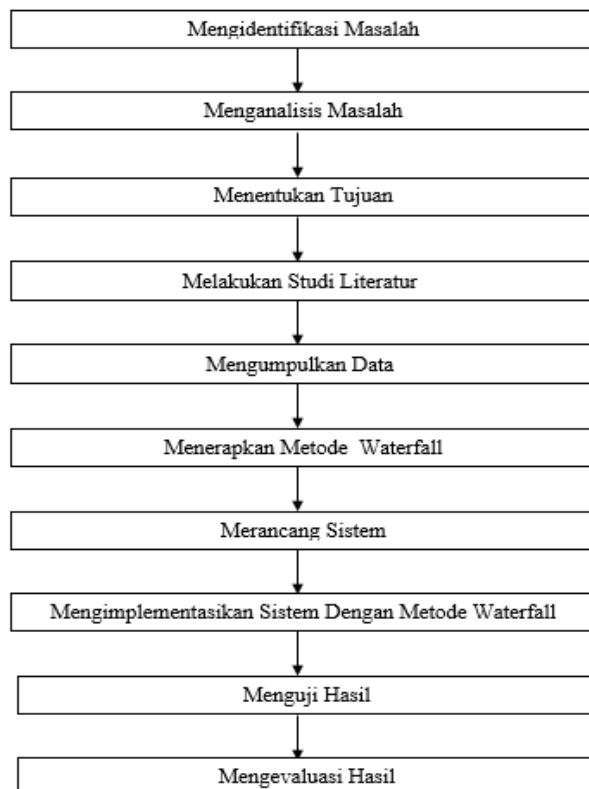 Mengidentifikasi Masalah
Menganalisis Masalah
Menentukan Tujuan
Melakukan Studi Literatur
Mengumpulkan Data
Menerapkan Metode Waterfall
Merancang Sistem
Mengimplementasikan Sistem Dengan Metode Waterfall
Menguji Hasil
Mengevaluasi Hasil